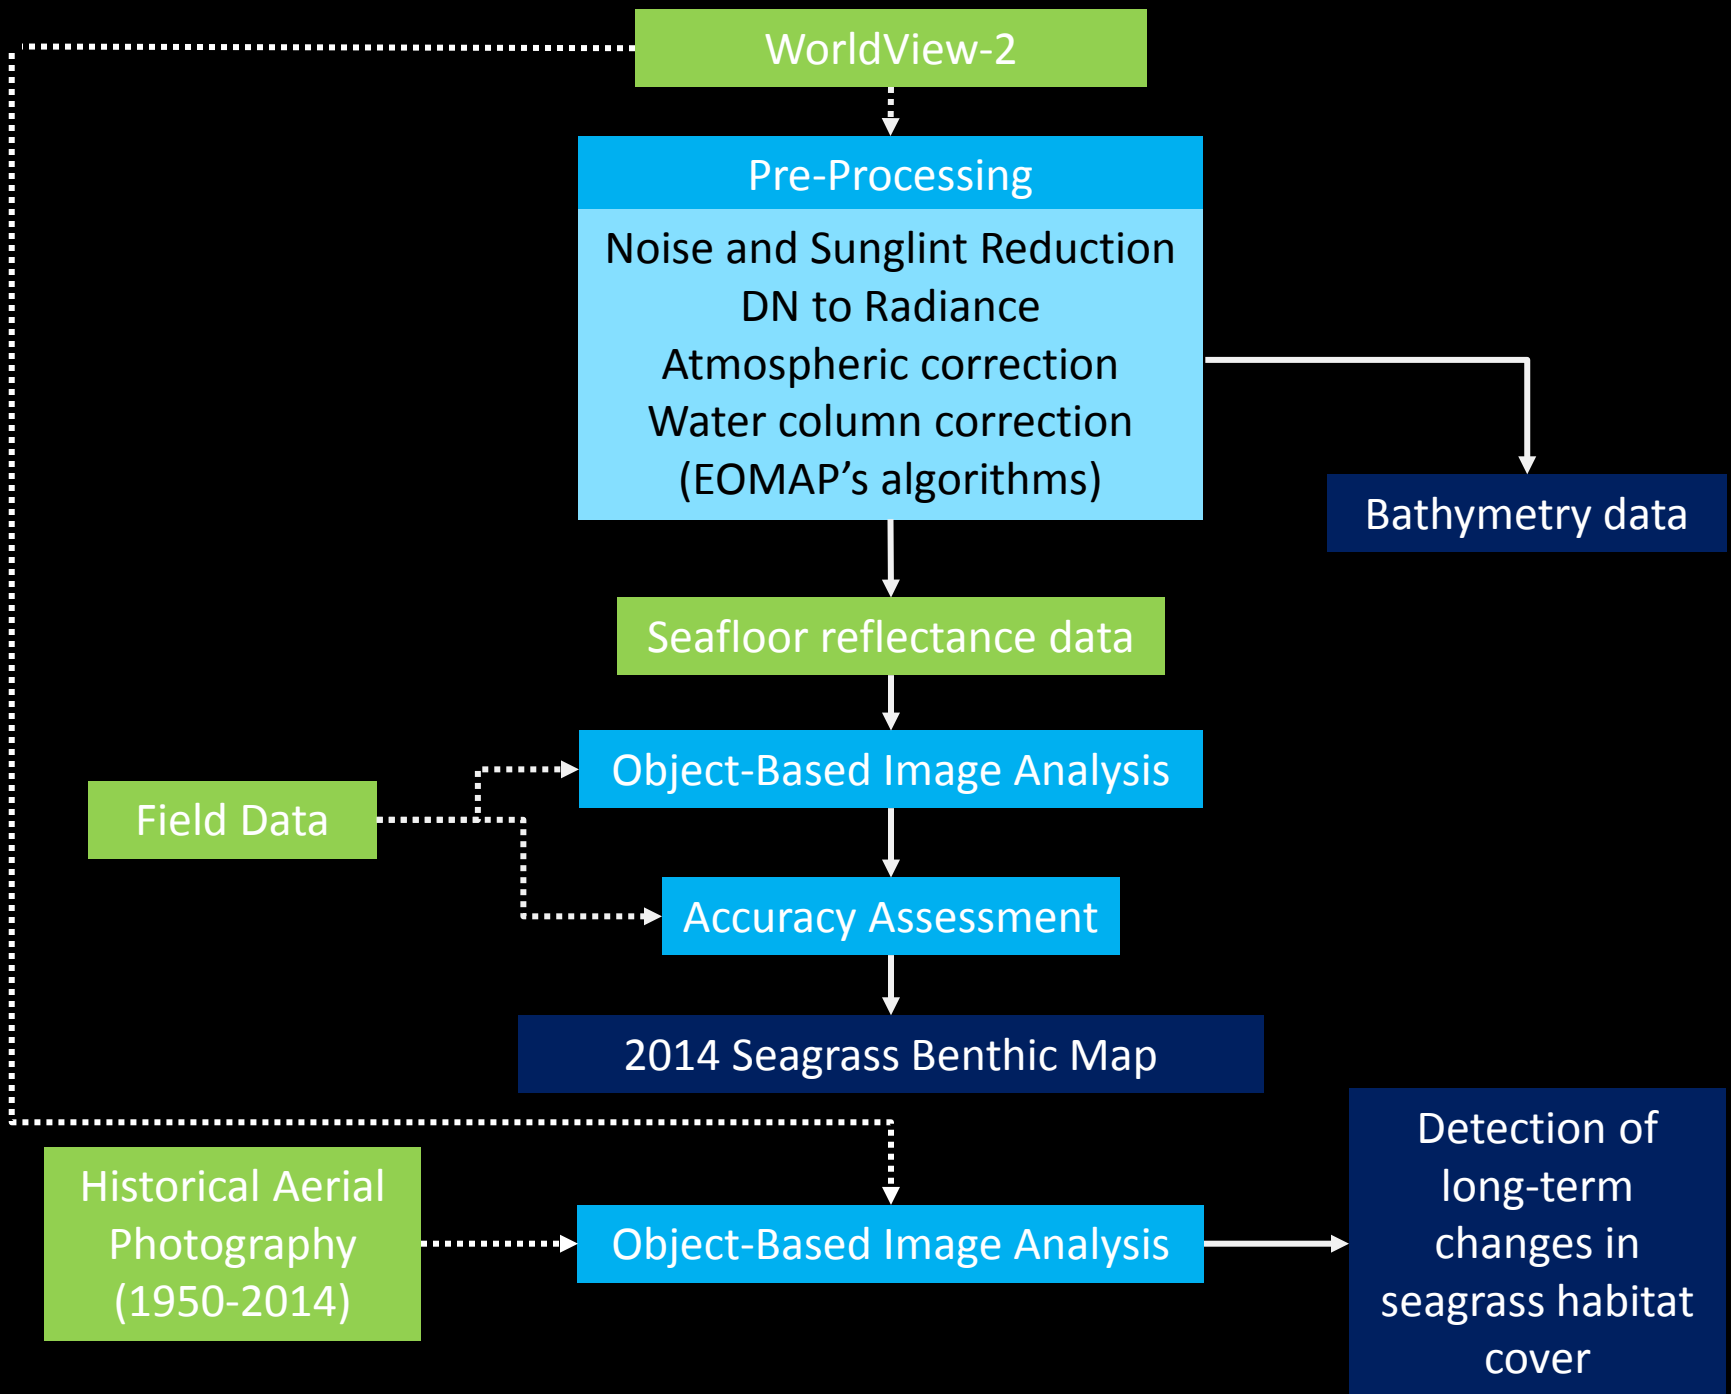 WorldView-2
Pre-Processing
Noise and Sunglint Reduction
DN to Radiance
Atmospheric correction
Water column correction
(EOMAP’s algorithms)
Bathymetry data
Seafloor reflectance data
Object-Based Image Analysis
Field Data
Accuracy Assessment
2014 Seagrass Benthic Map
Historical Aerial
Photography
(1950-2014)
Object-Based Image Analysis
Detection of
long-term
changes in
seagrass habitat
cover